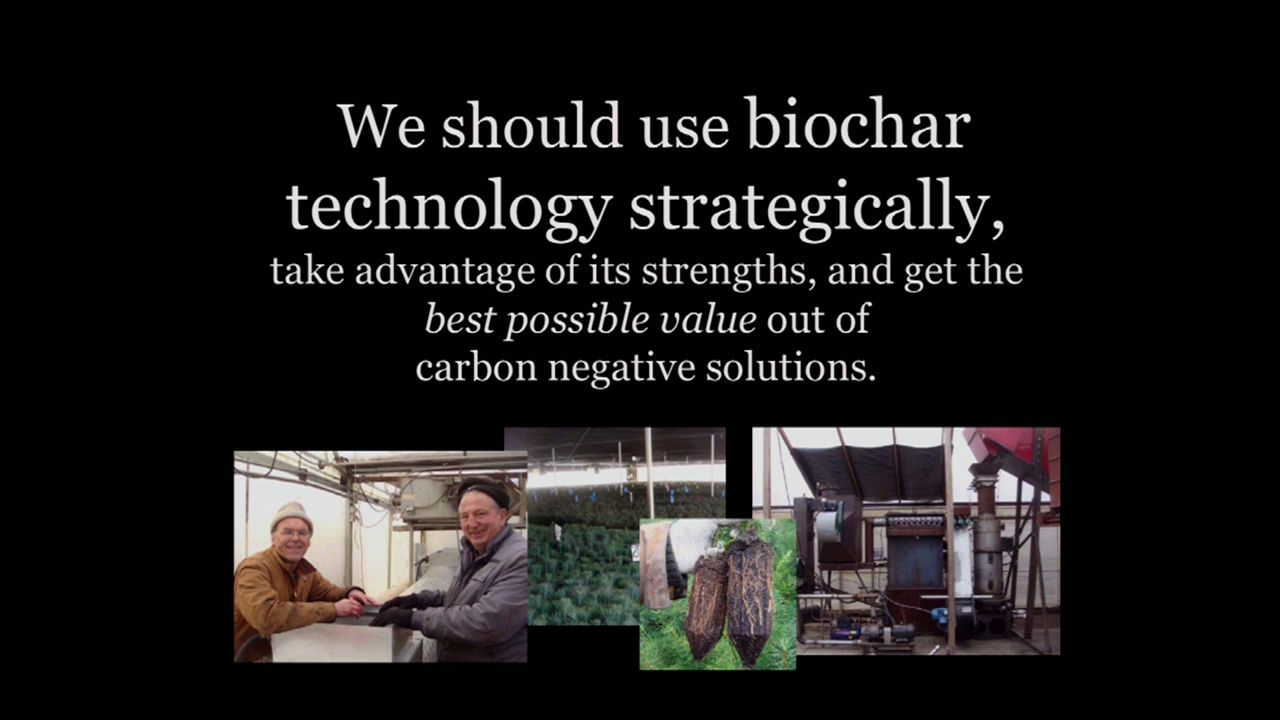 We should use biochar
technology strategically,
take advantage of its strengths, and get the
best possible value out of
carbon negative solutions.